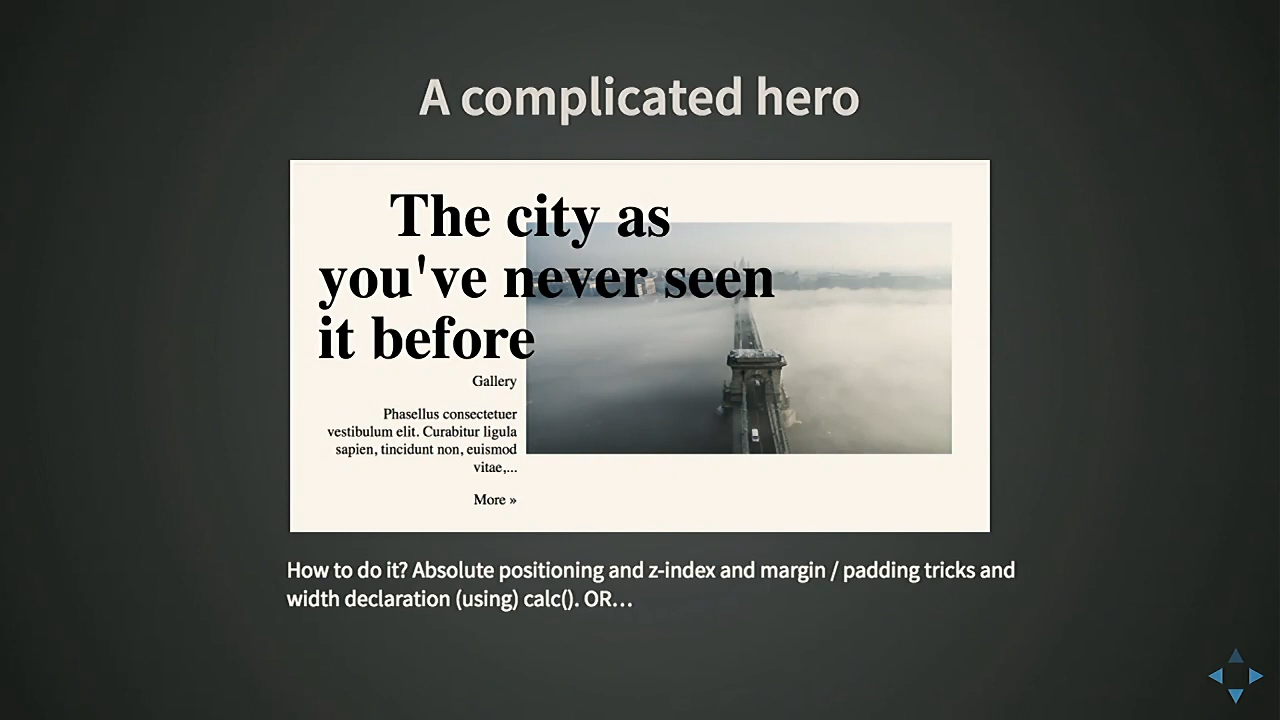 A complicated hero
The city as
you've never seen
it before
Gallery
Phasellus consectetuer
vestibulum elit. Curabitur ligula
sapien, tincidunt non, euismod
vitae,...
More »
How to do it? Absolute positioning and z-index and margin / padding tricks and
width declaration (using) calc(). OR…